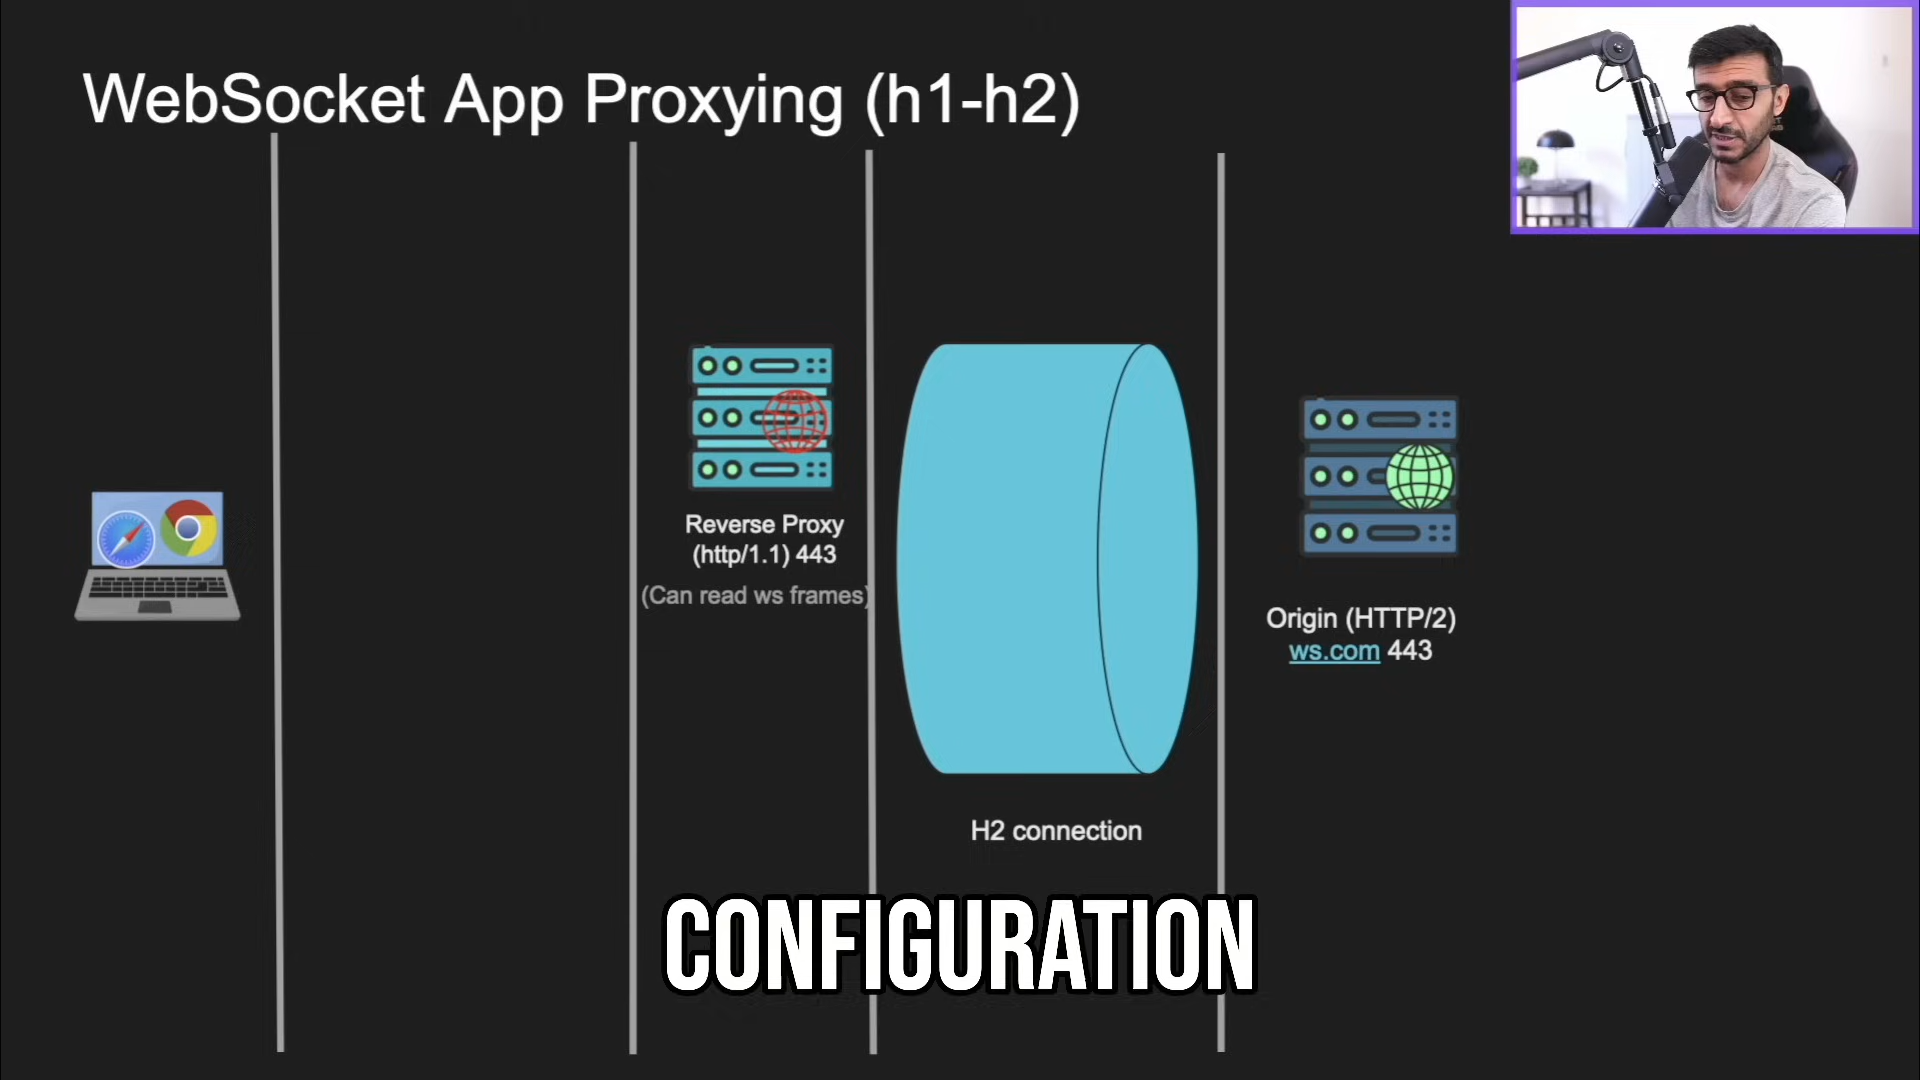 WebSocket App Proxying (h1-h2)
Reverse Proxy
(http/1.1) 443
(Can read ws frames)
Origin (HTTP/2)
ws.com 443
H2 connection
CONFIGURATION